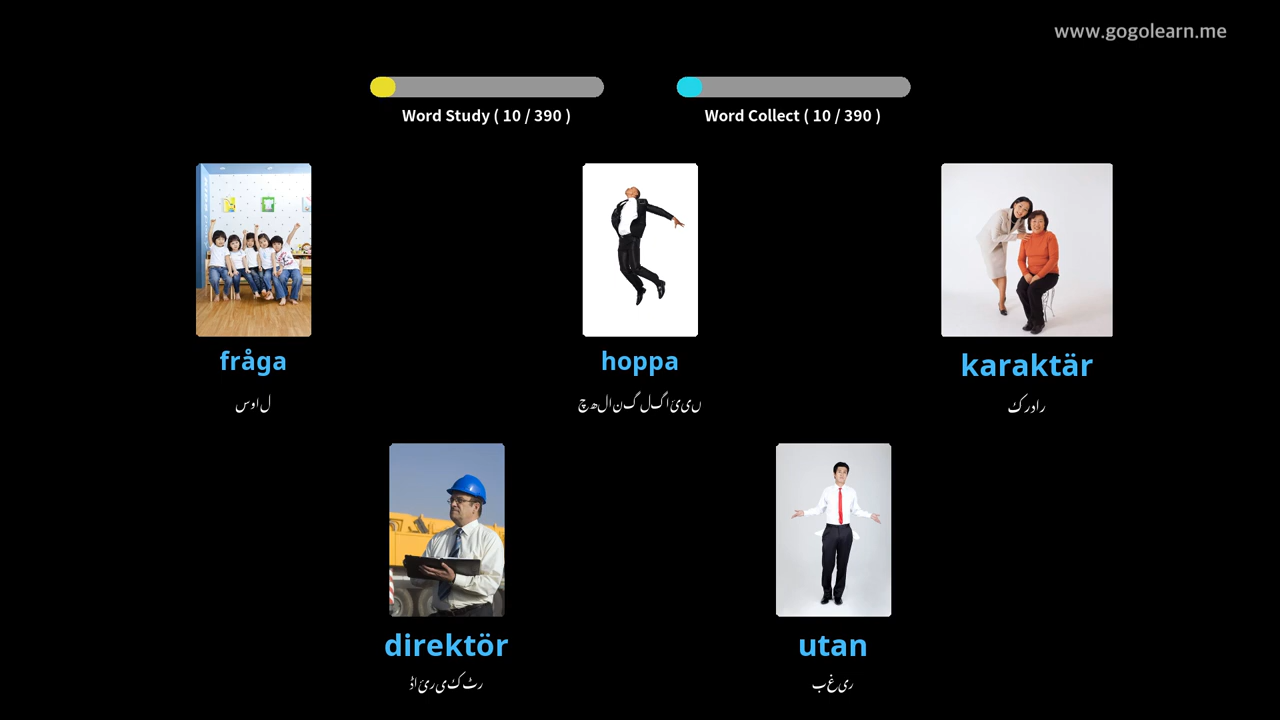 www.gogolearn.me
Word Study ( 10 / 390 )
Word Collect ( 10 / 390 )
fråga
سوال
hoppa
چھلانگ لگائیں
karaktär
کردار
direktör
ڈائریکٹر
utan
بغیر